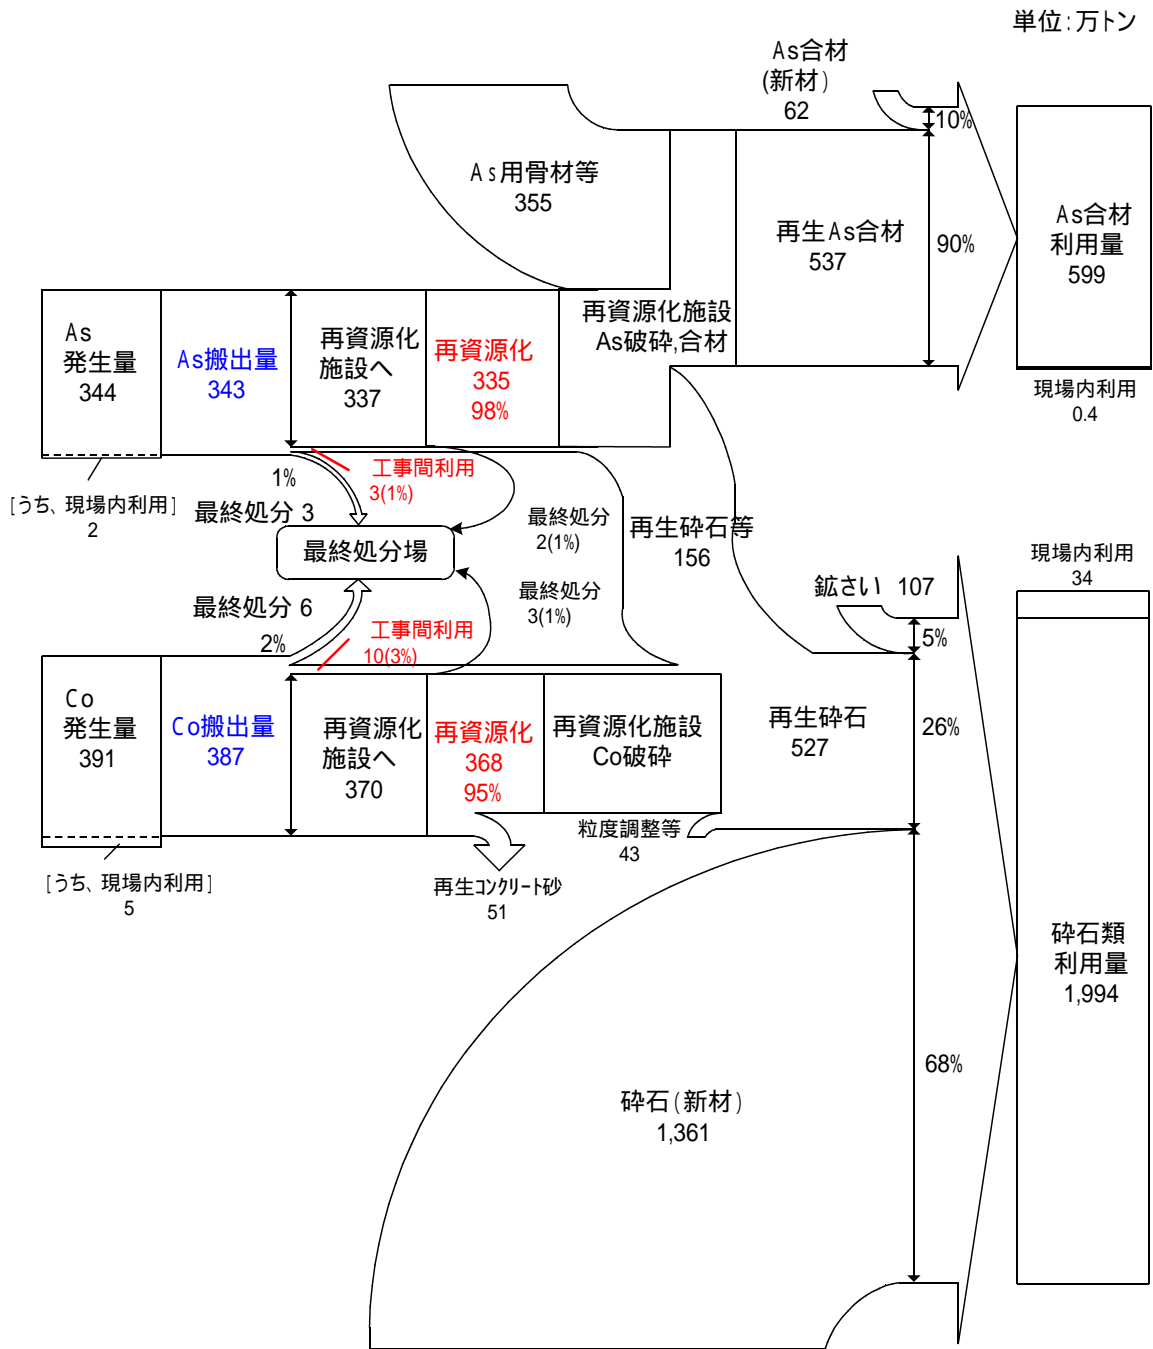 単位:万トン
As合材
(新材)
62
10%
As用骨材等
355
再生As合材
537
90%
As合材
利用量
599
現場内利用
0.4
As
発生量
344
As搬出量
343
再資源化
施設へ
337
再資源化
335
98%
再資源化施設
As破砕,合材
[うち、現場内利用]
2
1%
最終処分 3
工事間利用
3(1%)
最終処分場
最終処分
2(1%)
再生砕石等
156
最終処分
3(1%)
最終処分 6
2%
工事間利用
10(3%)
鉱さい 107
5%
現場内利用
34
Co
発生量
391
Co搬出量
387
再資源化
施設へ
370
再資源化
368
95%
再資源化施設
Co破砕
再生砕石
527
26%
粒度調整等
43
[うち、現場内利用]
5
再生コンクリート砂
51
砕石類
利用量
1,994
68%
砕石(新材)
1,361